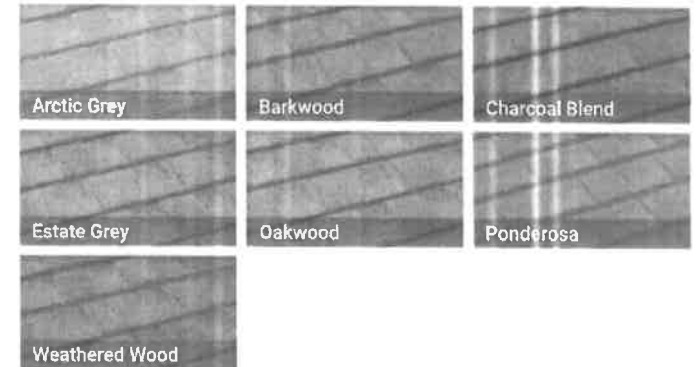 Arctic Grey
Barkwood
Charcoal Blend
Estate Grey
Oakwood
Ponderosa
Weathered Wood